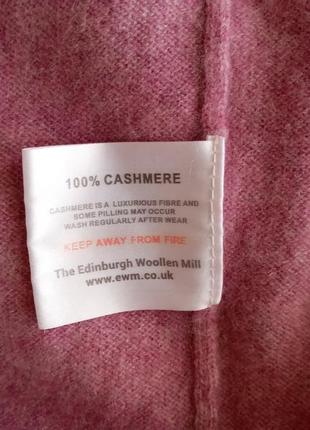 100% CASHMERE
CASHMERE IS A LUXURIOUS FIBRE AND
SOME PILLING MAY OCCUR
WASH REGULARLY AFTER WEAR
KEEP AWAY FROM FIRE
The Edinburgh Woollen Mill
www.ewm.co.uk